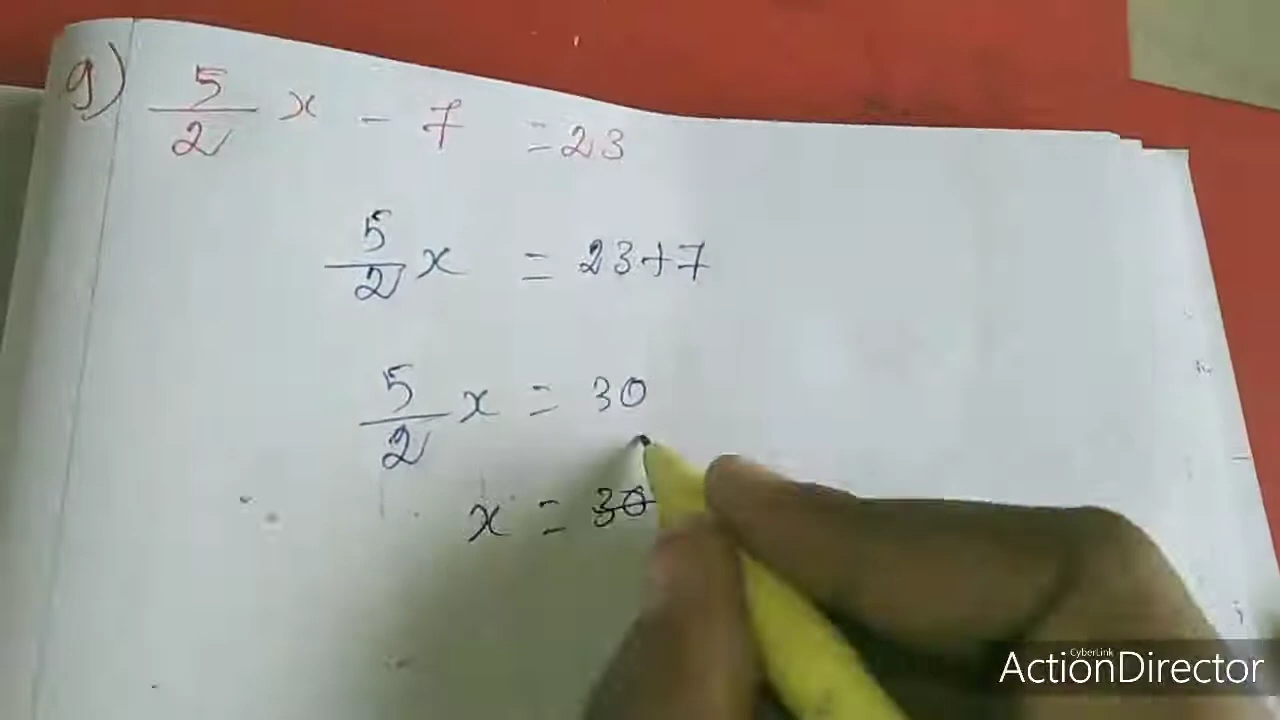 9) 5/2 x - 7 = 23
5/2 x = 23+7
5/2 x = 30
x = 30
CyberLink
ActionDirector